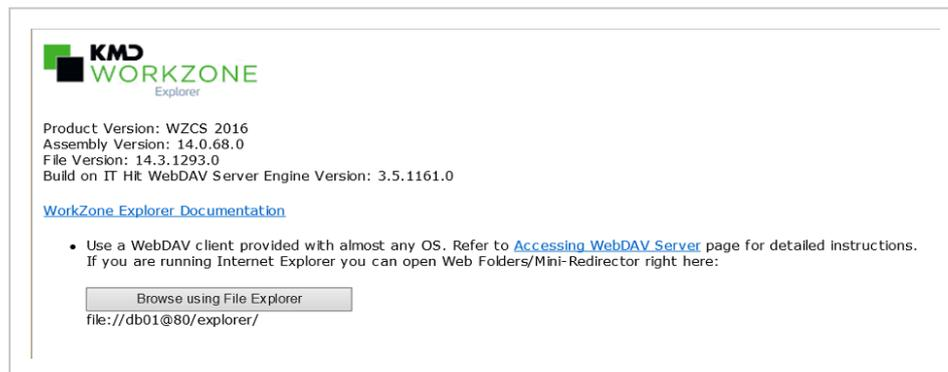 KMD
WORKZONE
Explorer
Product Version: WZCS 2016
Assembly Version: 14.0.68.0
File Version: 14.3.1293.0
Build on IT Hit WebDAV Server Engine Version: 3.5.1161.0
WorkZone Explorer Documentation
• Use a WebDAV client provided with almost any OS. Refer to Accessing WebDAV Server page for detailed instructions.
If you are running Internet Explorer you can open Web Folders/Mini-Redirector right here:
Browse using File Explorer
file://db01@80/explorer/